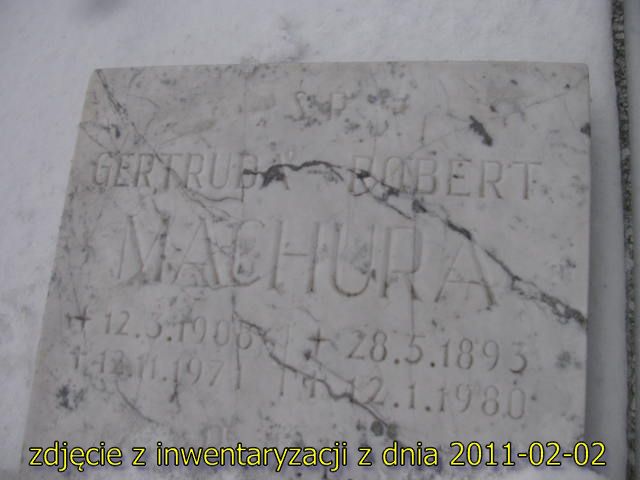 Ś.P.
GERTRUDA ROBERT
MACHURA
12.3.1908 28.5.1893
12.11.1971 12.1.1980
zdjęcie z inwentaryzacji z dnia 2011-02-02